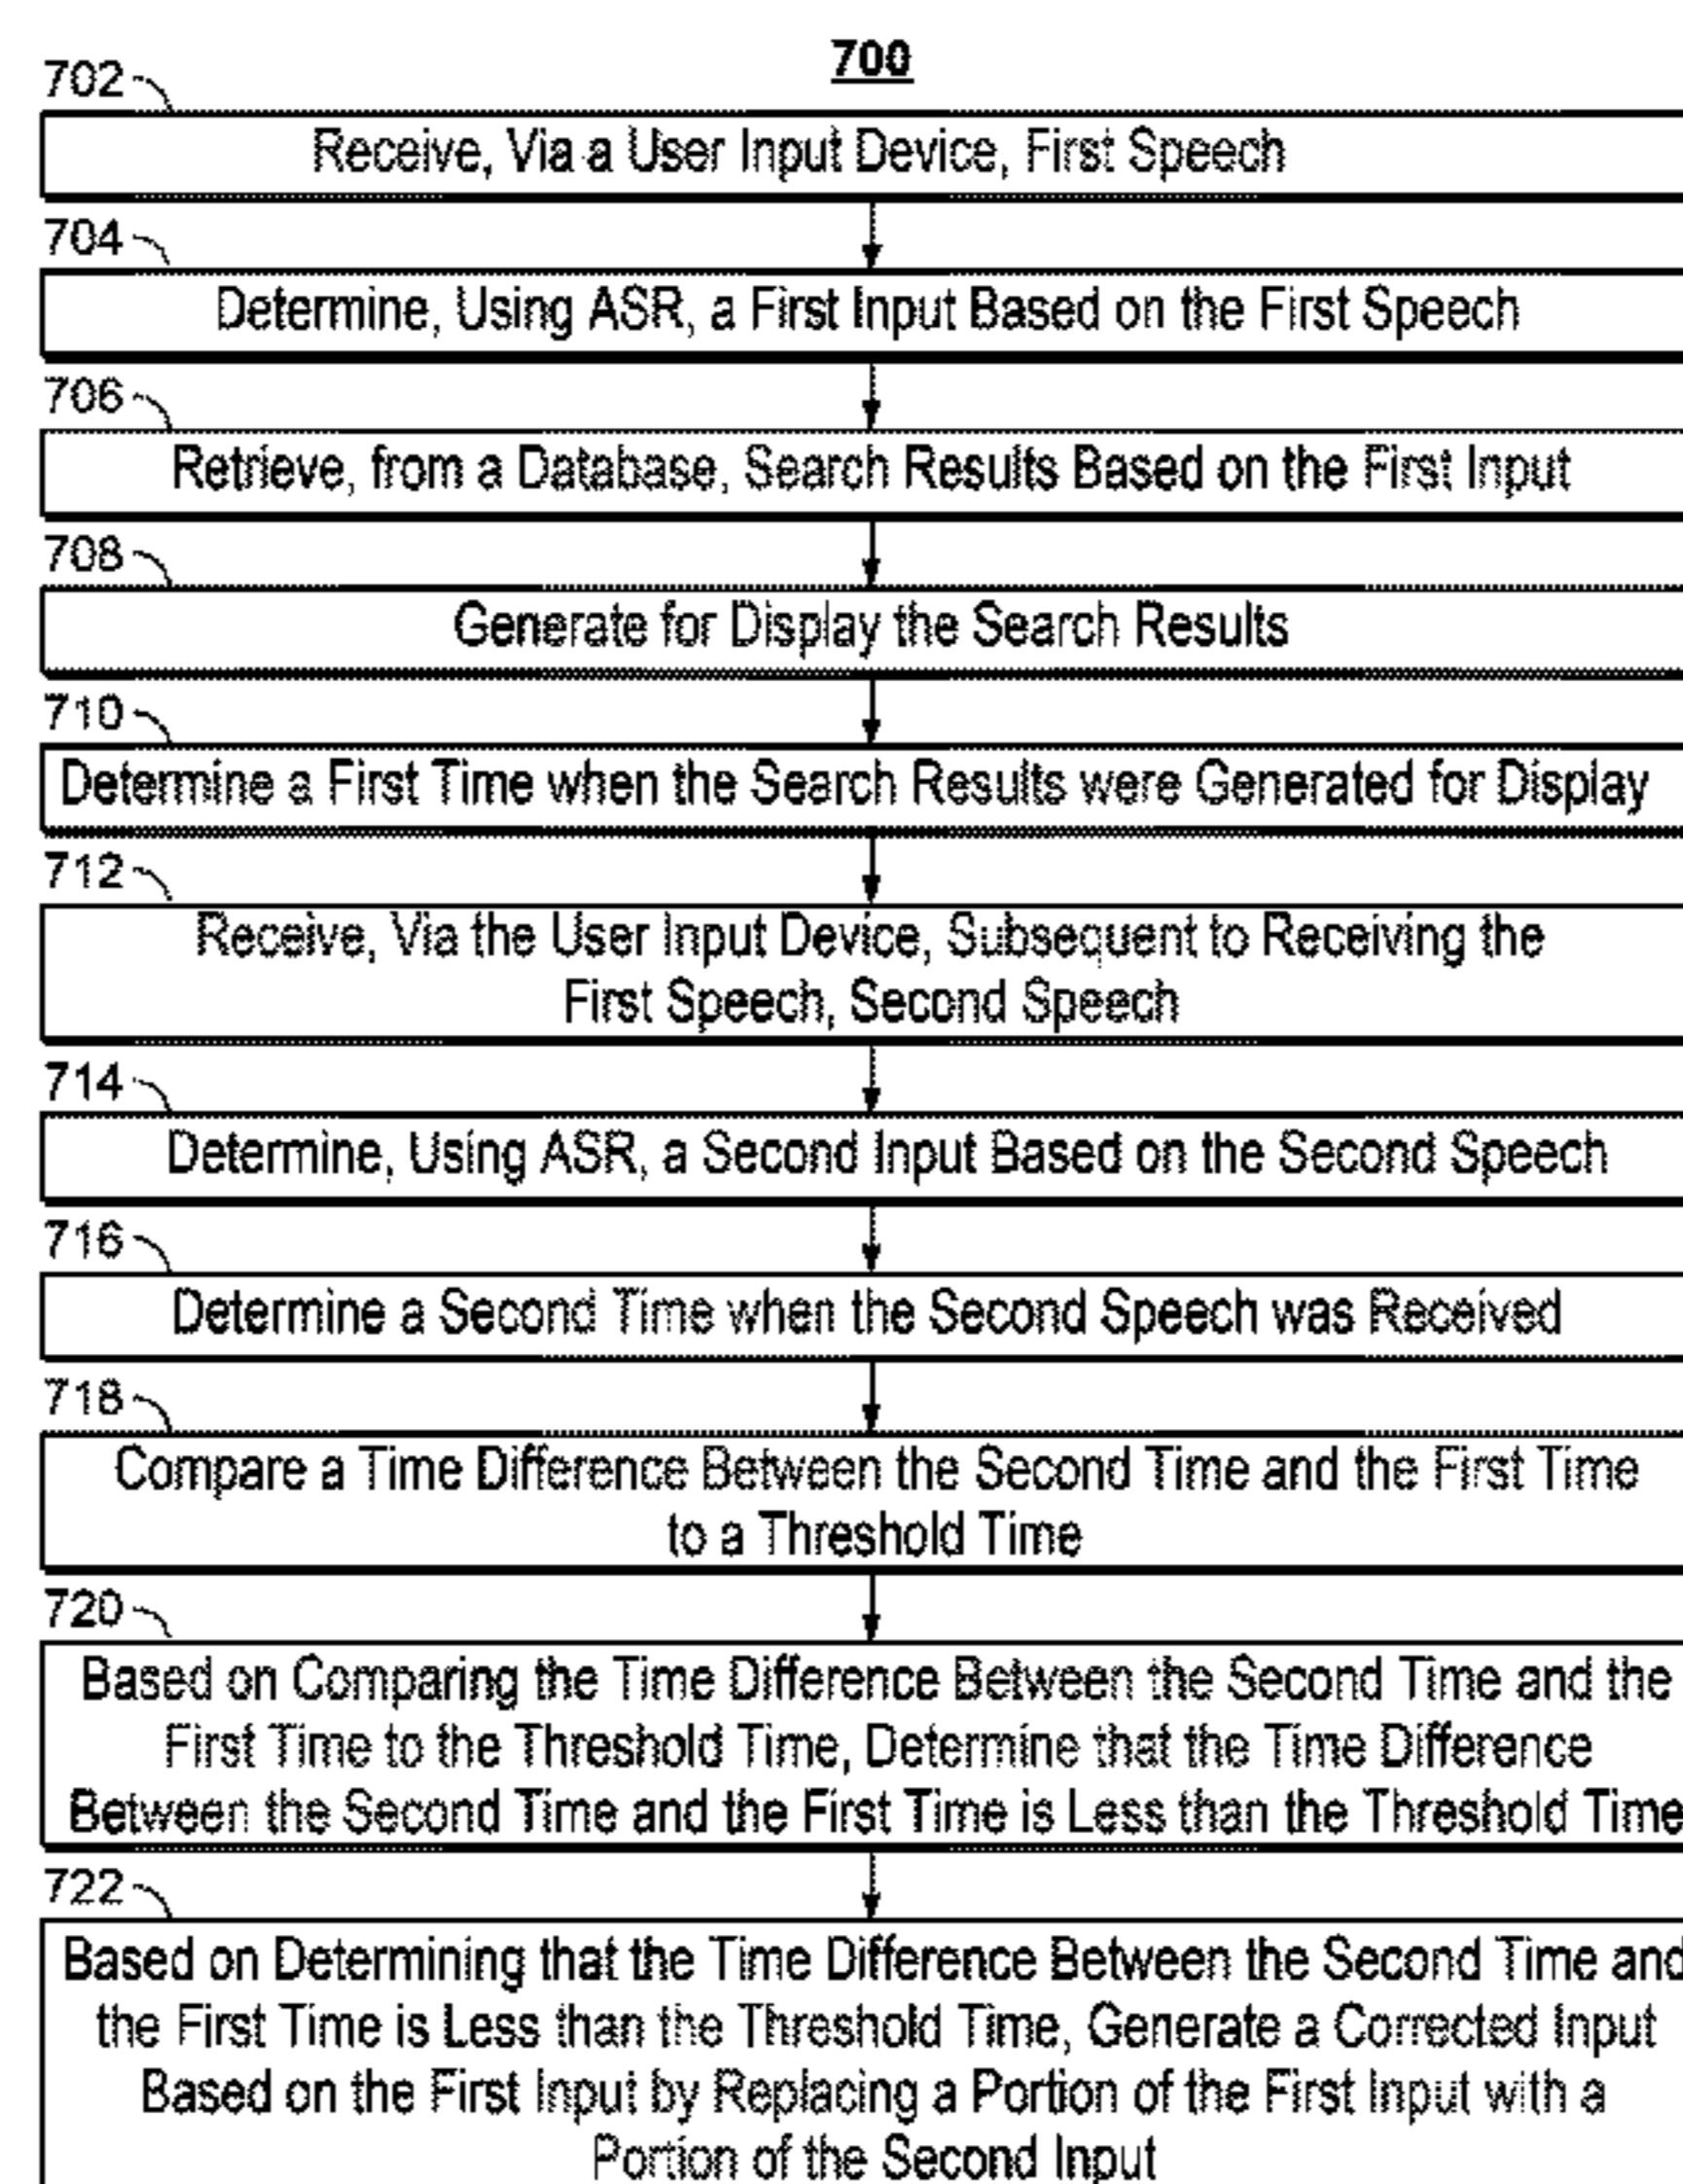 700
702
Receive, Via a User Input Device, First Speech
704
Determine, Using ASR, a First Input Based on the First Speech
706
Retrieve, from a Database, Search Results Based on the First Input
708
Generate for Display the Search Results
710
Determine a First Time when the Search Results were Generated for Display
712
Receive, Via the User Input Device, Subsequent to Receiving the
First Speech, Second Speech
714
Determine, Using ASR, a Second Input Based on the Second Speech
716
Determine a Second Time when the Second Speech was Received
718
Compare a Time Difference Between the Second Time and the First Time
to a Threshold Time
720
Based on Comparing the Time Difference Between the Second Time and the
First Time to the Threshold Time, Determine that the Time Difference
Between the Second Time and the First Time is Less than the Threshold Time
722
Based on Determining that the Time Difference Between the Second Time and
the First Time is Less than the Threshold Time, Generate a Corrected Input
Based on the First Input by Replacing a Portion of the First Input with a
Portion of the Second Input